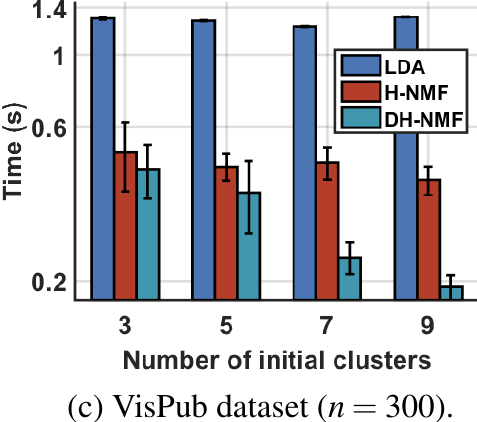 1.4
1
0.6
0.2
Time (s)
LDA
H-NMF
DH-NMF
3 5 7 9
Number of initial clusters
(c) VisPub dataset (n = 300).